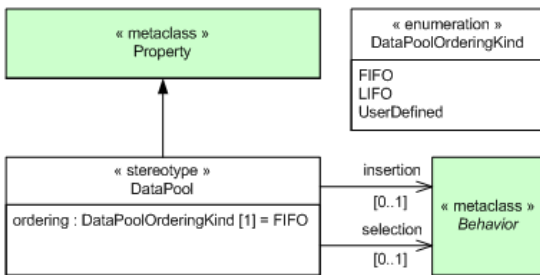 « metaclass »
Property
« enumeration »
DataPoolOrderingKind
FIFO
LIFO
UserDefined
« stereotype »
DataPool
ordering : DataPoolOrderingKind [1] = FIFO
insertion
[0..1]
selection
[0..1]
« metaclass »
Behavior